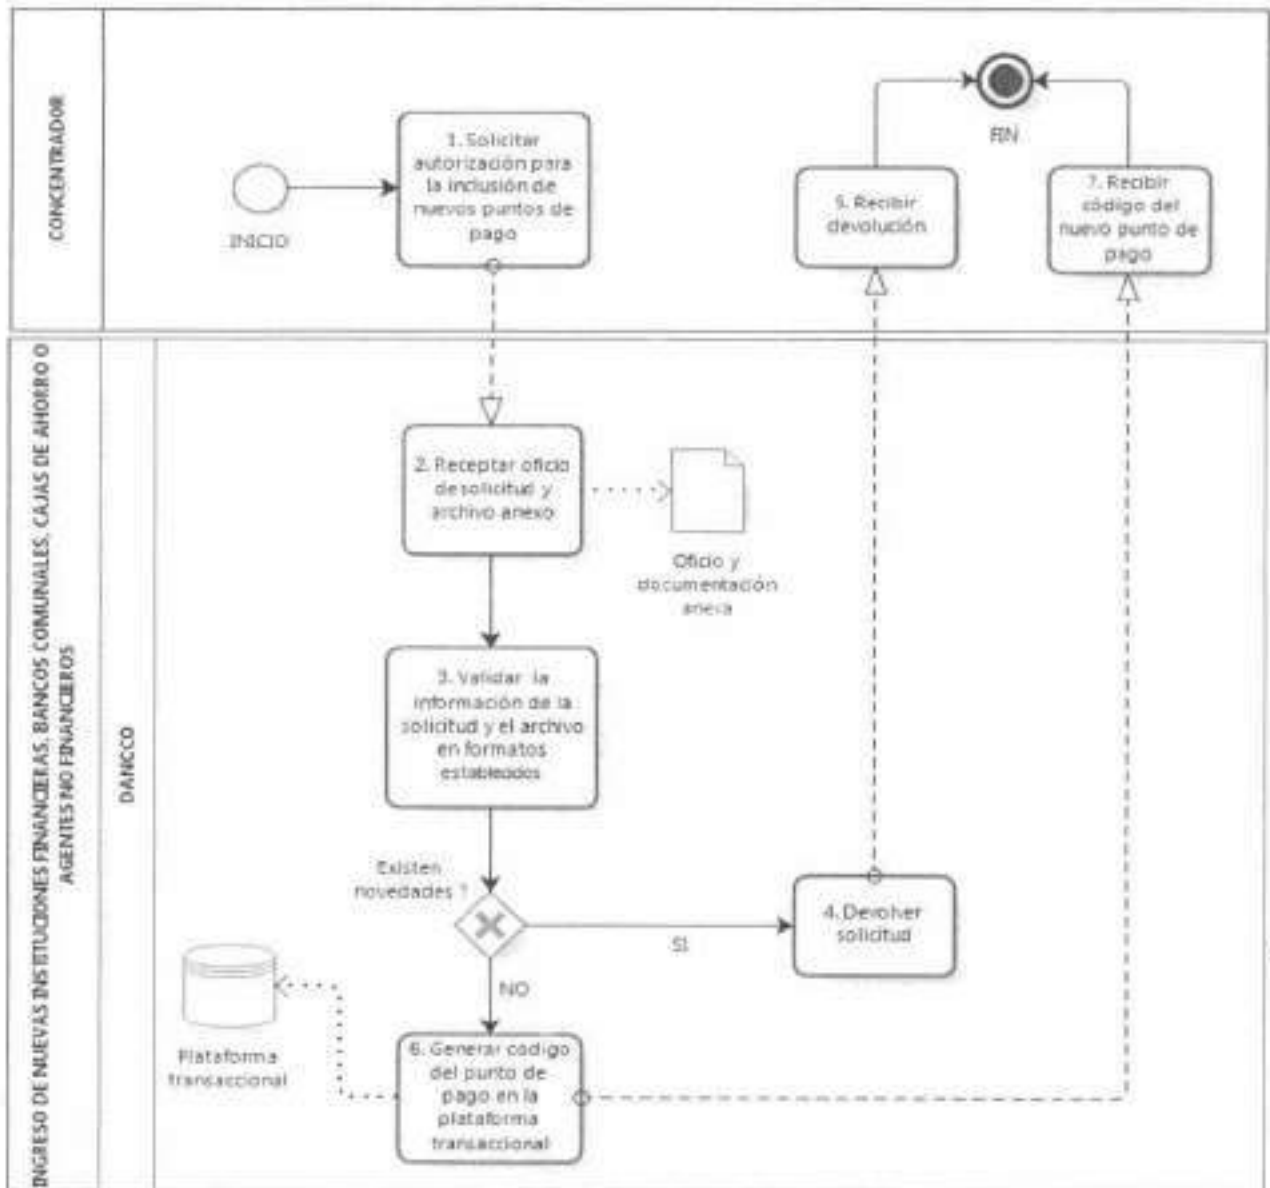 CONCENTRADOR
INICIO
1. Solicitar
autorización para
la inclusión de
nuevos puntos de
pago
FIN
5. Recibir
devolución
7. Recibir
código del
nuevo punto de
pago
INGRESO DE NUEVAS INSTITUCIONES FINANCIERAS, BANCOS COMUNALES, CAJAS DE AHORRO O
AGENTES NO FINANCIEROS
DANCCO
2. Receptar oficio
de solicitud y
archivo anexo
Oficio y
documentación
anexa
3. Validar la
información de la
solicitud y el archivo
en formatos
establecidos
Existen
novedades ?
SI
4. Devolver
solicitud
NO
Plataforma
transaccional
6. Generar código
del punto de
pago en la
plataforma
transaccional